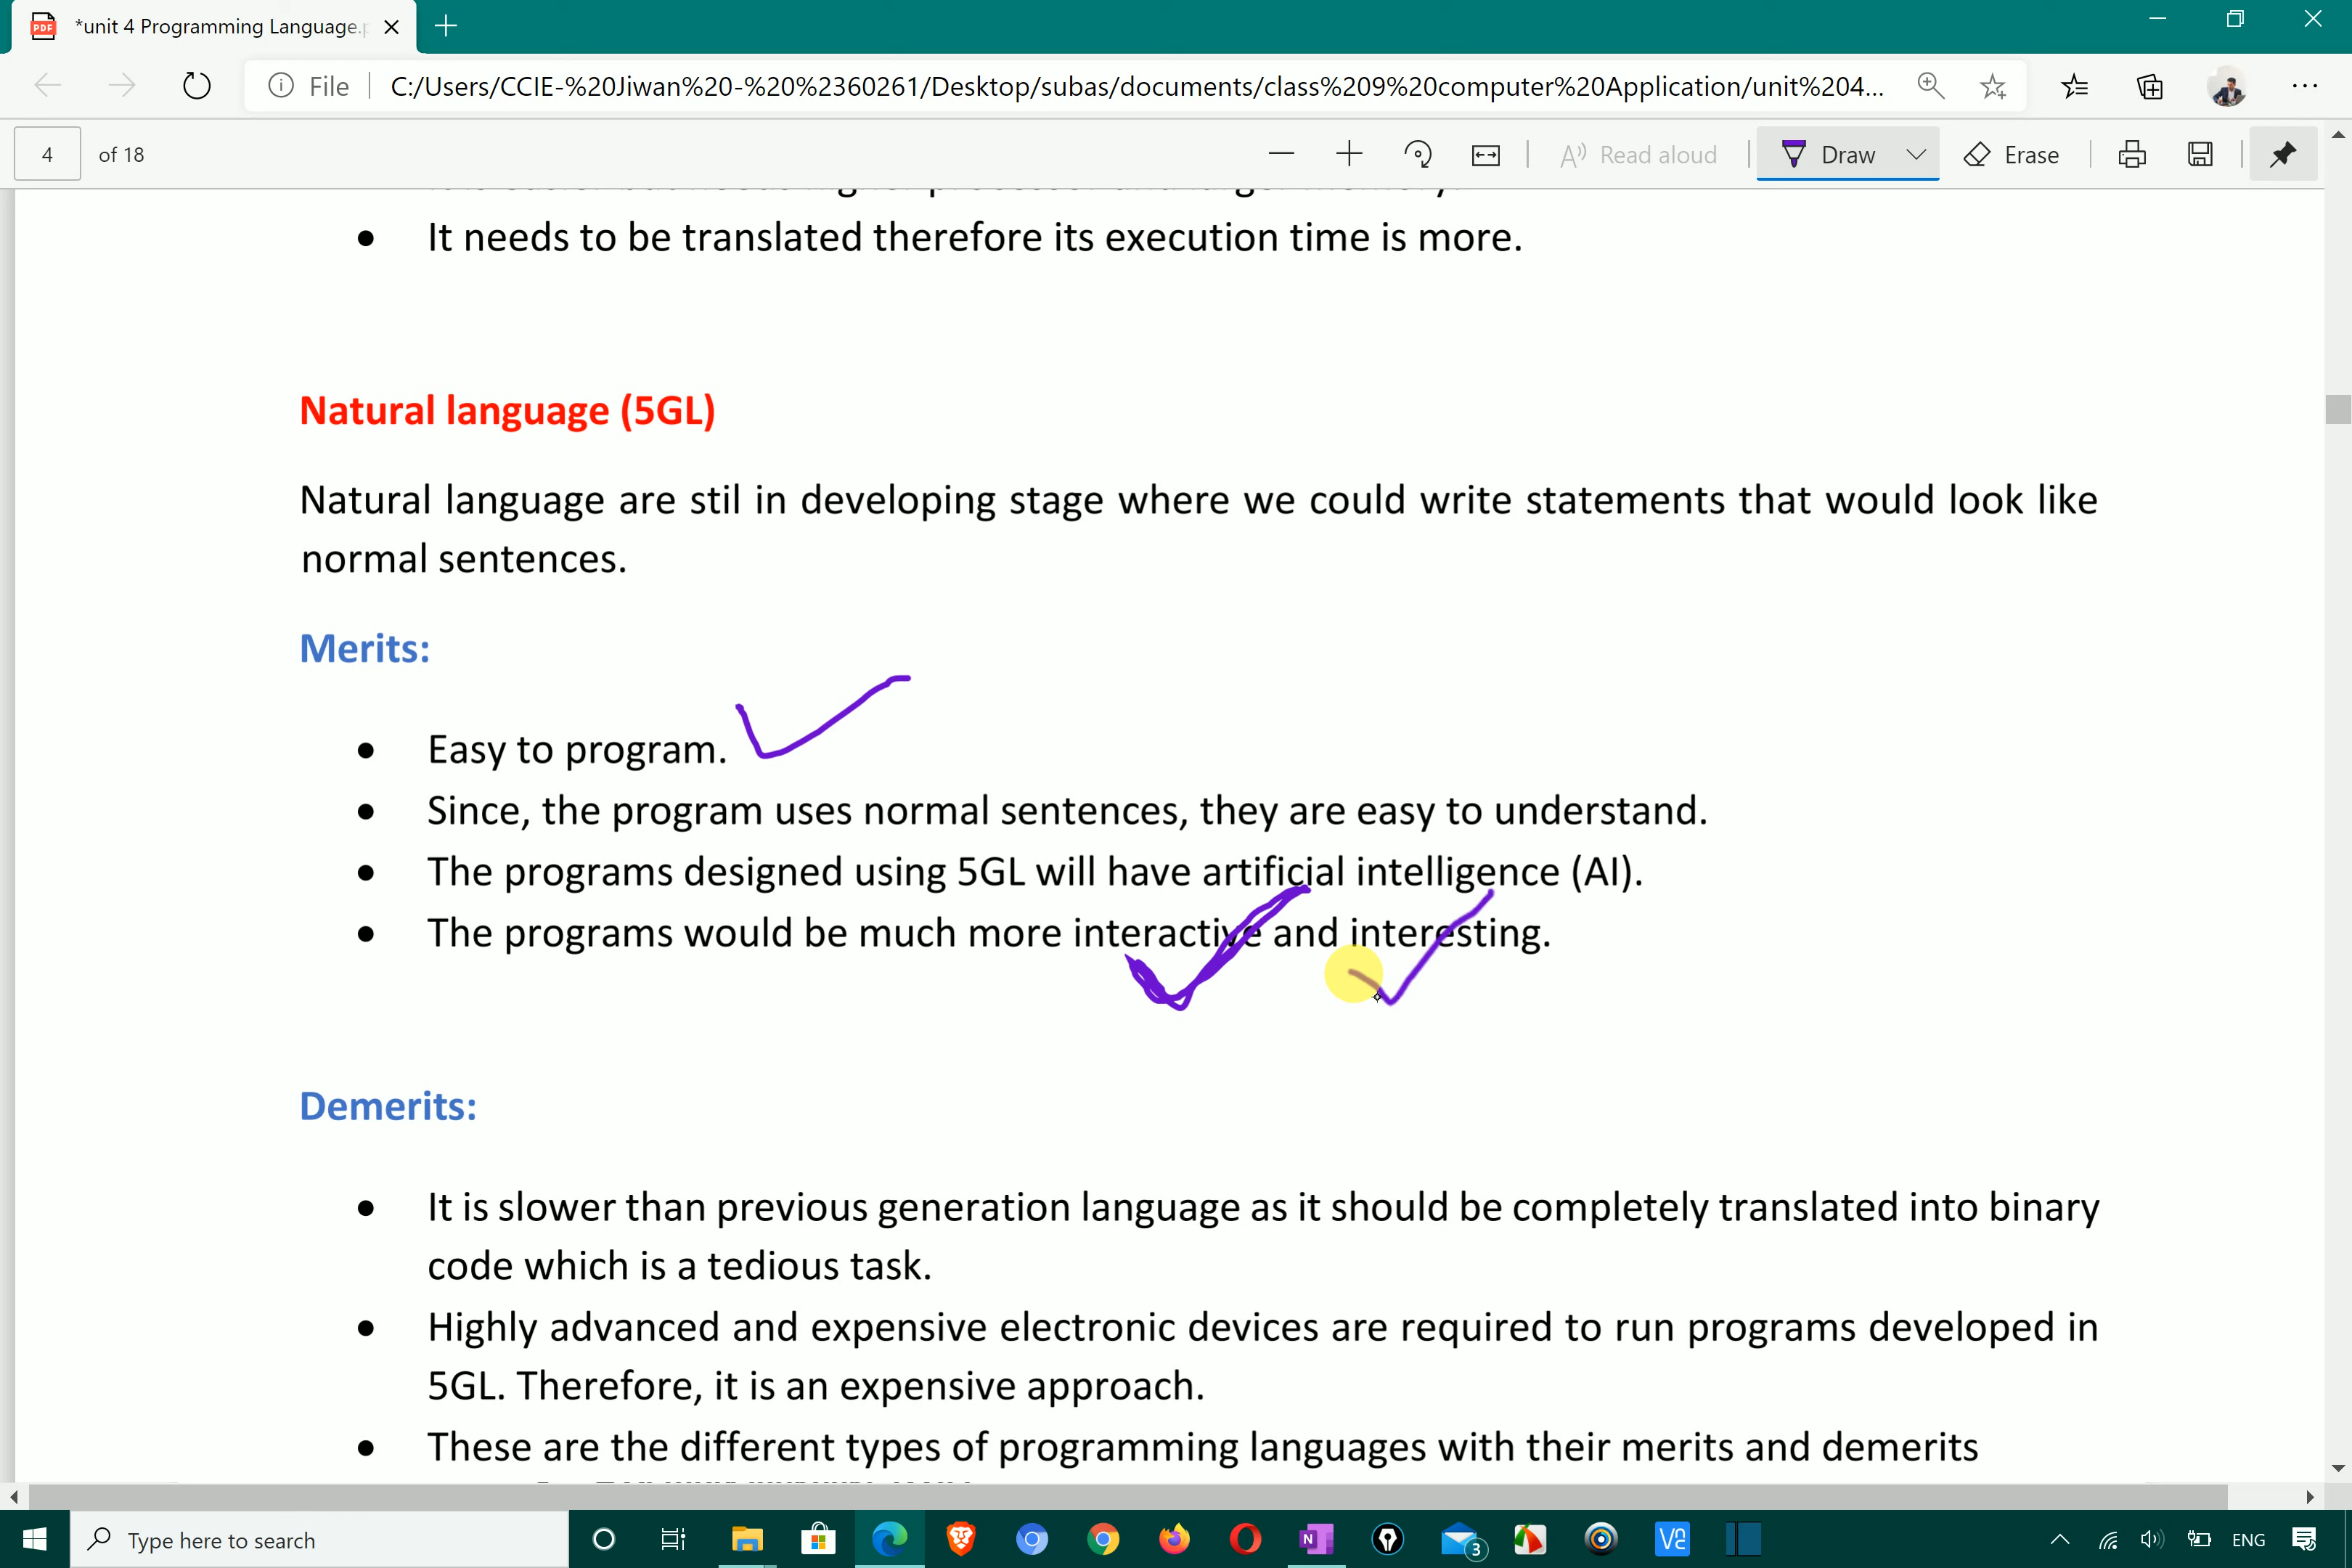 *unit 4 Programming Language.p
File
C:/Users/CCIE-%20Jiwan%20-%20%2360261/Desktop/subas/documents/class%209%20computer%20Application/unit%204...
4 of 18
Read aloud
Draw
Erase
• It needs to be translated therefore its execution time is more.
Natural language (5GL)
Natural language are stil in developing stage where we could write statements that would look like
normal sentences.
Merits:
• Easy to program.
• Since, the program uses normal sentences, they are easy to understand.
• The programs designed using 5GL will have artificial intelligence (AI).
• The programs would be much more interactive and interesting.
Demerits:
• It is slower than previous generation language as it should be completely translated into binary
code which is a tedious task.
• Highly advanced and expensive electronic devices are required to run programs developed in
5GL. Therefore, it is an expensive approach.
• These are the different types of programming languages with their merits and demerits
Type here to search
3
ENG